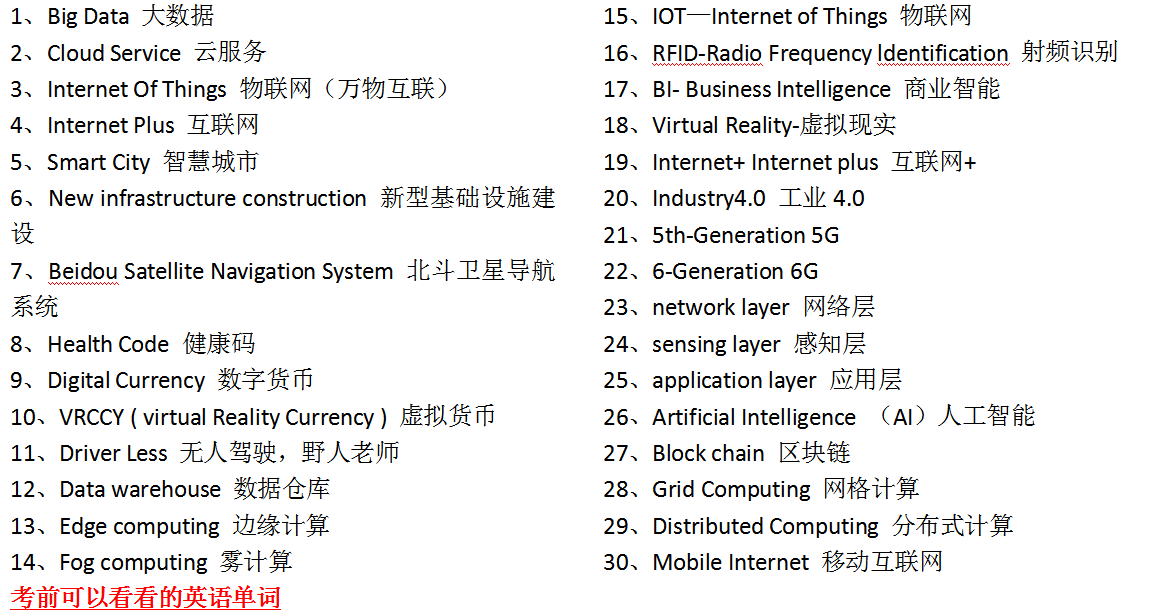 1、Big Data 大数据
2、Cloud Service 云服务
3、Internet Of Things 物联网（万物互联）
4、Internet Plus 互联网
5、Smart City 智慧城市
6、New infrastructure construction 新型基础设施建
设
7、Beidou Satellite Navigation System 北斗卫星导航
系统
8、Health Code 健康码
9、Digital Currency 数字货币
10、VRCCY ( virtual Reality Currency ) 虚拟货币
11、Driver Less 无人驾驶，野人老师
12、Data warehouse 数据仓库
13、Edge computing 边缘计算
14、Fog computing 雾计算
考前可以看看的英语单词
15、IOT—Internet of Things 物联网
16、RFID-Radio Frequency ldentification 射频识别
17、BI- Business Intelligence 商业智能
18、Virtual Reality-虚拟现实
19、Internet+ Internet plus 互联网+
20、Industry4.0 工业 4.0
21、5th-Generation 5G
22、6-Generation 6G
23、network layer 网络层
24、sensing layer 感知层
25、application layer 应用层
26、Artificial Intelligence （AI）人工智能
27、Block chain 区块链
28、Grid Computing 网格计算
29、Distributed Computing 分布式计算
30、Mobile Internet 移动互联网